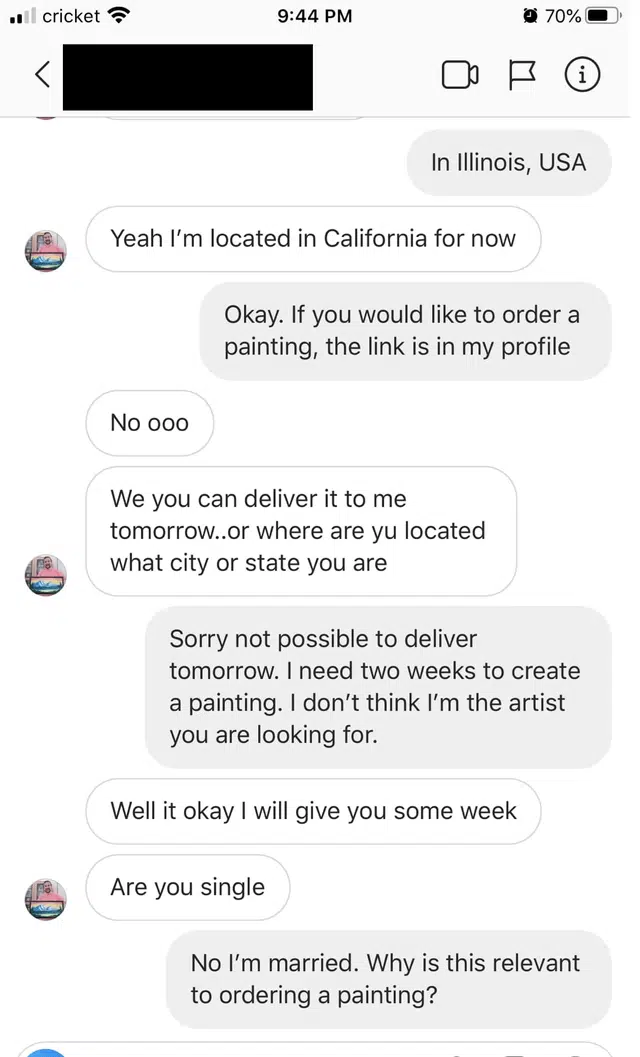 cricket 9:44 PM 70%
In Illinois, USA
Yeah I’m located in California for now
Okay. If you would like to order a
painting, the link is in my profile
No ooo
We you can deliver it to me
tomorrow..or where are yu located
what city or state you are
Sorry not possible to deliver
tomorrow. I need two weeks to create
a painting. I don’t think I’m the artist
you are looking for.
Well it okay I will give you some week
Are you single
No I’m married. Why is this relevant
to ordering a painting?